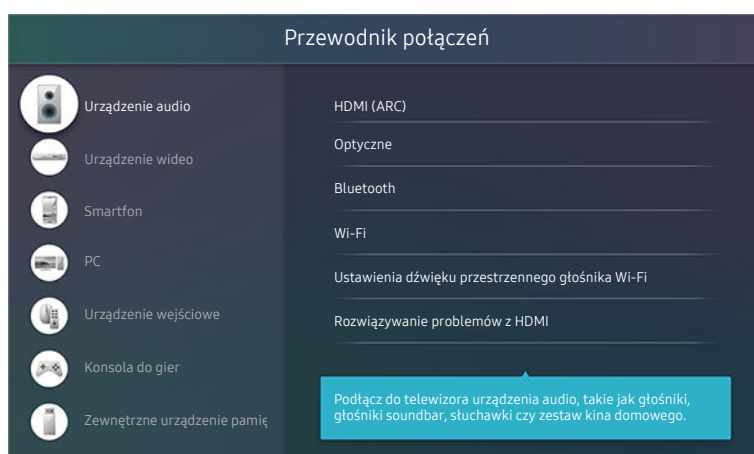 Przewodnik połączeń
Urządzenie audio
Urządzenie wideo
Smartfon
PC
Urządzenie wejściowe
Konsola do gier
Zewnętrzne urządzenie pamię
HDMI (ARC)
Optyczne
Bluetooth
Wi-Fi
Ustawienia dźwięku przestrzennego głośnika Wi-Fi
Rozwiązywanie problemów z HDMI
Podłącz do telewizora urządzenia audio, takie jak głośniki,
głośniki soundbar, słuchawki czy zestaw kina domowego.